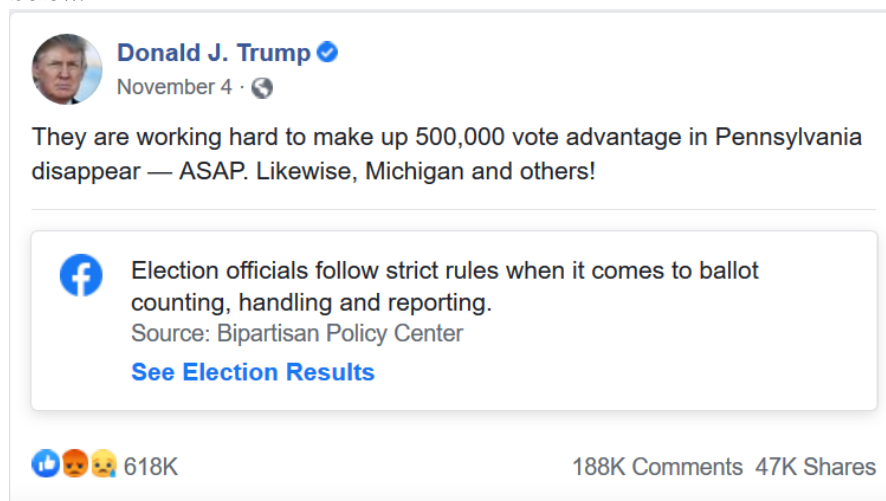 Donald J. Trump
November 4 ·
They are working hard to make up 500,000 vote advantage in Pennsylvania
disappear — ASAP. Likewise, Michigan and others!
Election officials follow strict rules when it comes to ballot
counting, handling and reporting.
Source: Bipartisan Policy Center
See Election Results
618K
188K Comments 47K Shares